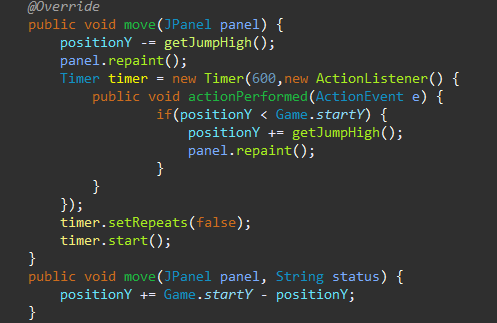 @Override
public void move(JPanel panel) {
    positionY -= getJumpHigh();
    panel.repaint();
    Timer timer = new Timer(600,new ActionListener() {
        public void actionPerformed(ActionEvent e) {
                if(positionY < Game.startY) {
                    positionY += getJumpHigh();
                    panel.repaint();
                }
        }
    });
    timer.setRepeats(false);
    timer.start();
}
public void move(JPanel panel, String status) {
    positionY += Game.startY - positionY;
}